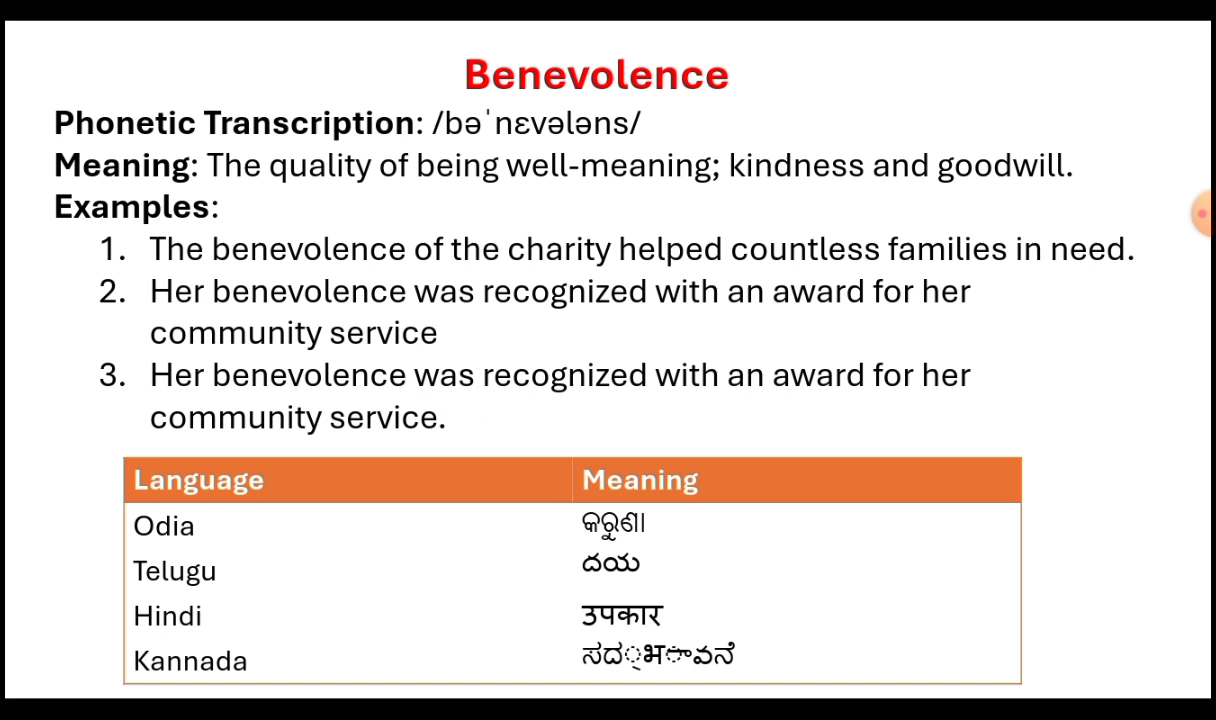 Benevolence
Phonetic Transcription: /bəˈnɛvələns/
Meaning: The quality of being well-meaning; kindness and goodwill.
Examples:
1. The benevolence of the charity helped countless families in need.
2. Her benevolence was recognized with an award for her
community service
3. Her benevolence was recognized with an award for her
community service.
Language Meaning
Odia କରୁଣା
Telugu దయ
Hindi उपकार
Kannada ಸದ್भ�ವನೆ